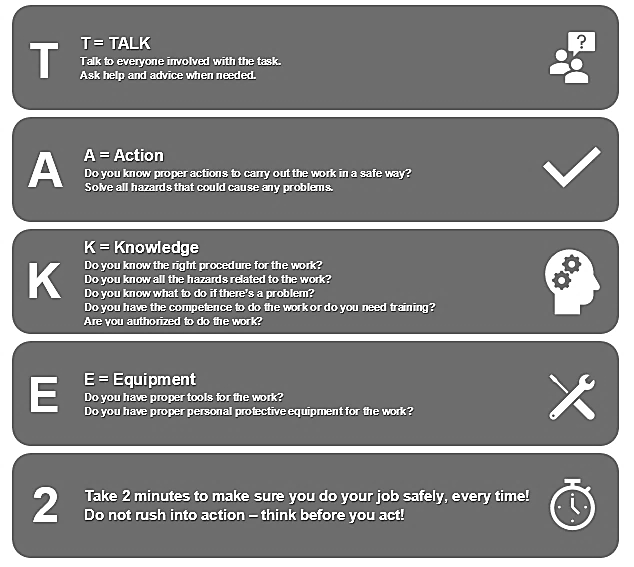 T
T = TALK
Talk to everyone involved with the task.
Ask help and advice when needed.
?
A
A = Action
Do you know proper actions to carry out the work in a safe way?
Solve all hazards that could cause any problems.
K
K = Knowledge
Do you know the right procedure for the work?
Do you know all the hazards related to the work?
Do you know what to do if there's a problem?
Do you have the competence to do the work or do you need training?
Are you authorized to do the work?
E
E = Equipment
Do you have proper tools for the work?
Do you have proper personal protective equipment for the work?
2
Take 2 minutes to make sure you do your job safely, every time!
Do not rush into action – think before you act!